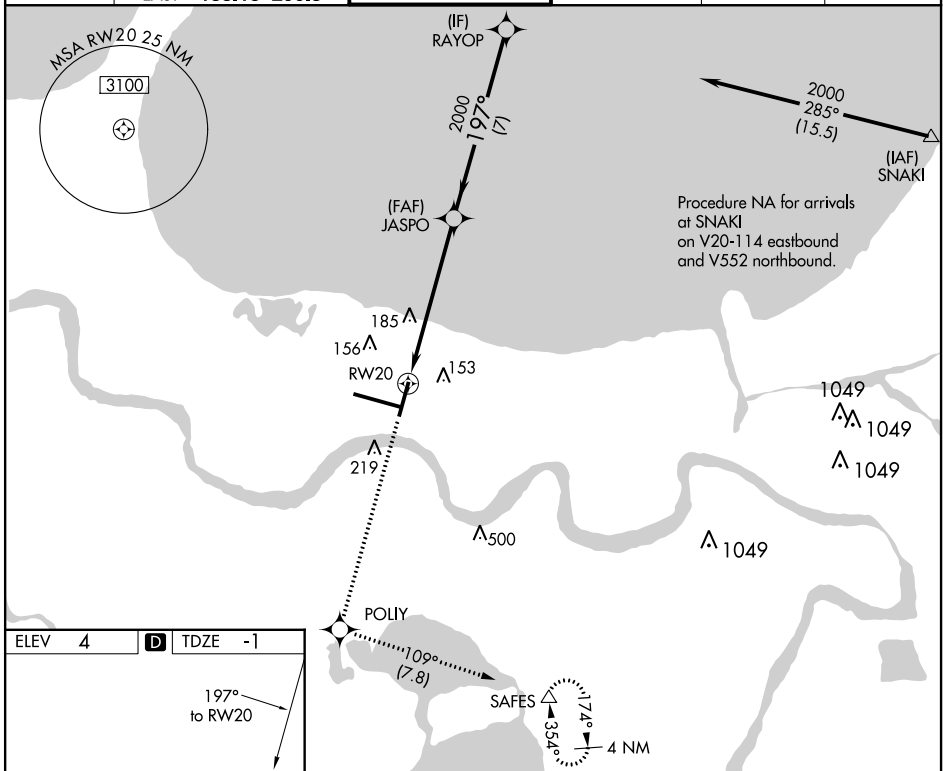 MSA RW20 25 NM
3100
(IF)
RAYOP
2000
197°
(7)
2000
285°
(15.5)
(IAF)
SNAKI
(FAF)
JASPO
Procedure NA for arrivals
at SNAKI
on V20-114 eastbound
and V552 northbound.
185
156
RW20
153
1049
1049
1049
219
500
1049
POLIY
ELEV 4 D TDZE -1
109°
(7.8)
197°
to RW20
SAFES
174°
354°
4 NM